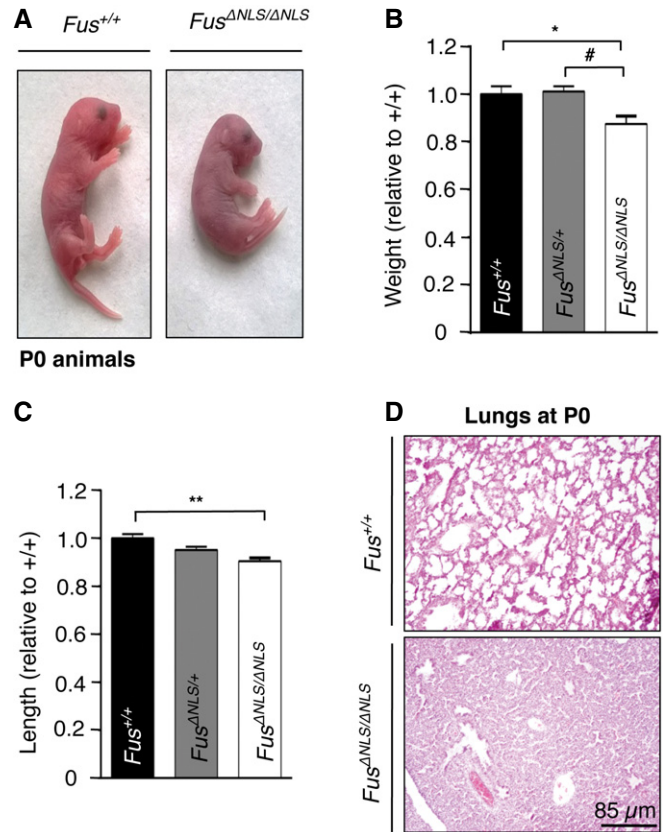 A
Fus+/+
FusΔNLS/ΔNLS
P0 animals
B
Weight (relative to +/+)
1.2
1.0
0.8
0.6
0.4
0.2
0
*
#
Fus+/+
FusΔNLS/+
FusΔNLS/ΔNLS
C
Length (relative to +/+)
1.2
1.0
0.8
0.6
0.4
0.2
0
**
Fus+/+
FusΔNLS/+
FusΔNLS/ΔNLS
D
Lungs at P0
Fus+/+
FusΔNLS/ΔNLS
85 µm